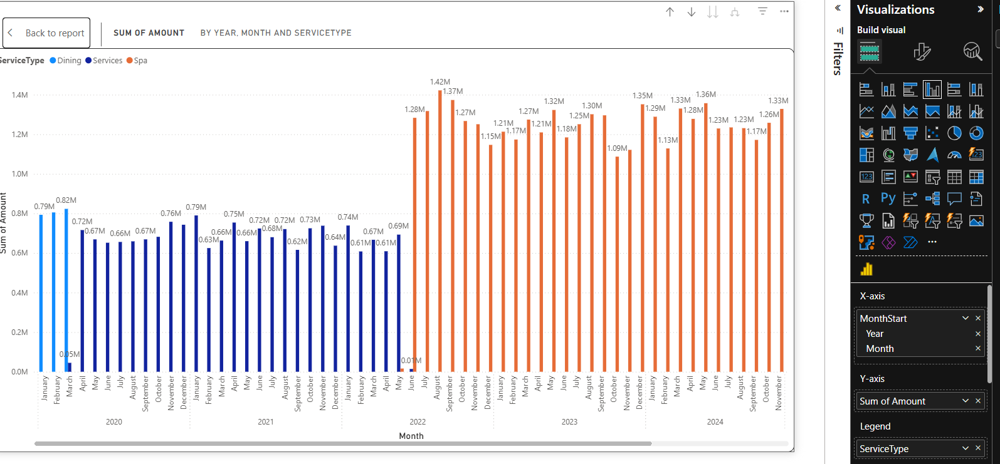 Back to report
SUM OF AMOUNT
BY YEAR, MONTH AND SERVICETYPE
ServiceType Dining Services Spa
Sum of Amount
1.4M
1.2M
1.0M
0.8M
0.6M
0.4M
0.2M
0.0M
0.79M
0.82M
0.05M
0.72M
0.67M
0.66M
0.67M
0.76M
0.79M
0.63M
0.66M
0.75M
0.66M
0.72M
0.68M
0.72M
0.62M
0.73M
0.64M
0.74M
0.61M
0.67M
0.61M
0.69M
0.01M
1.28M
1.42M
1.37M
1.27M
1.15M
1.21M
1.17M
1.27M
1.21M
1.32M
1.18M
1.25M
1.30M
1.09M
1.35M
1.29M
1.13M
1.33M
1.28M
1.36M
1.23M
1.23M
1.17M
1.26M
1.33M
January
February
March
April
May
June
July
August
September
October
November
December
January
February
March
April
May
June
July
August
September
October
November
December
January
February
March
April
May
June
July
August
September
October
November
December
January
February
March
April
May
June
July
August
September
October
November
December
January
February
March
April
May
June
July
August
September
October
November
2020
2021
2022
2023
2024
Month
Filters
Visualizations
Build visual
123
123
R
Py
X-axis
MonthStart
Year
Month
Y-axis
Sum of Amount
Legend
ServiceType